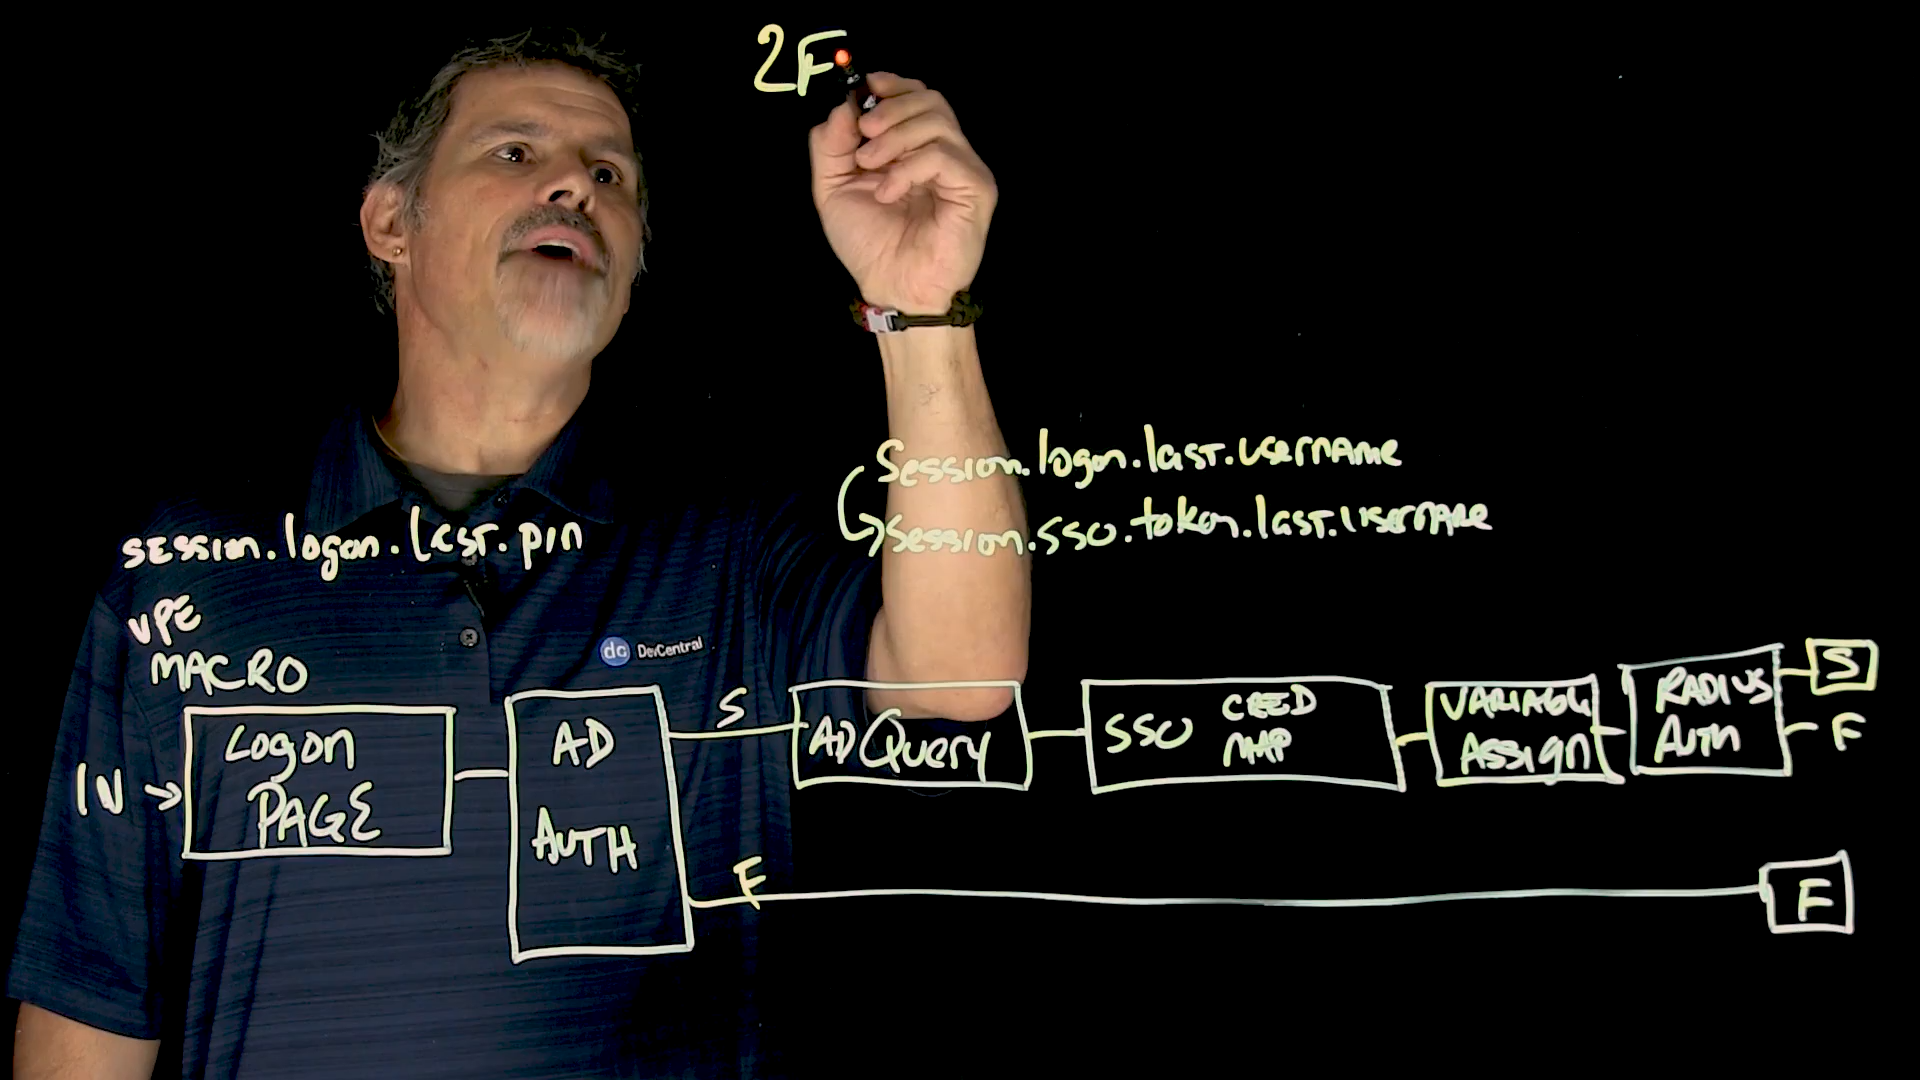 2F
session.logon.last.username
session.sso.token.last.username
session.logon.last.pin
VPE
MACRO
dc DevCentral
IN
Logon
PAGE
AD
AUTH
S
AD Query
SSO CRED
MAP
VARIABLE
ASSIGN
RADIUS
AUTH
S
F
F
F